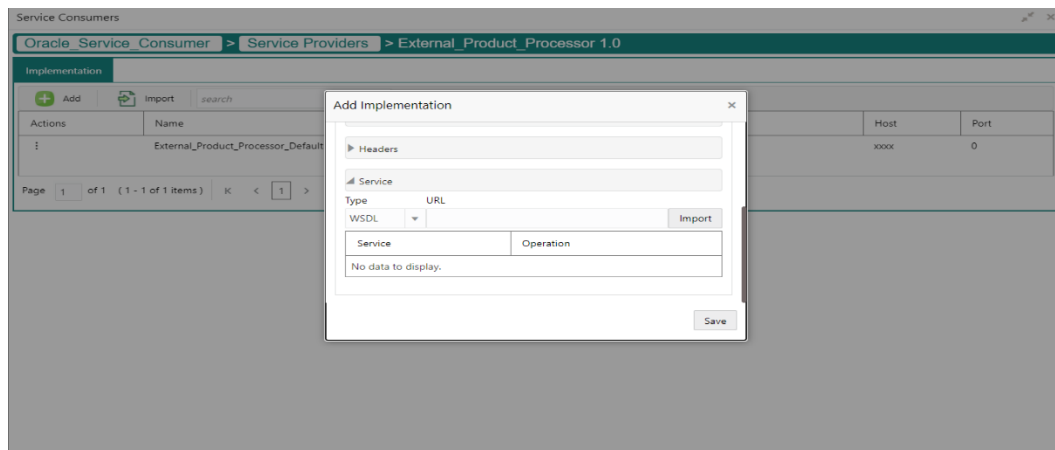 Service Consumers
Oracle_Service_Consumer > Service Providers > External_Product_Processor 1.0
Implementation
Add Import search
Add Implementation
Actions Name Host Port
External_Product_Processor_Default xxxx 0
Page 1 of 1 (1 - 1 of 1 items) K < 1 >
Headers
Service
Type URL
WSDL Import
Service Operation
No data to display.
Save